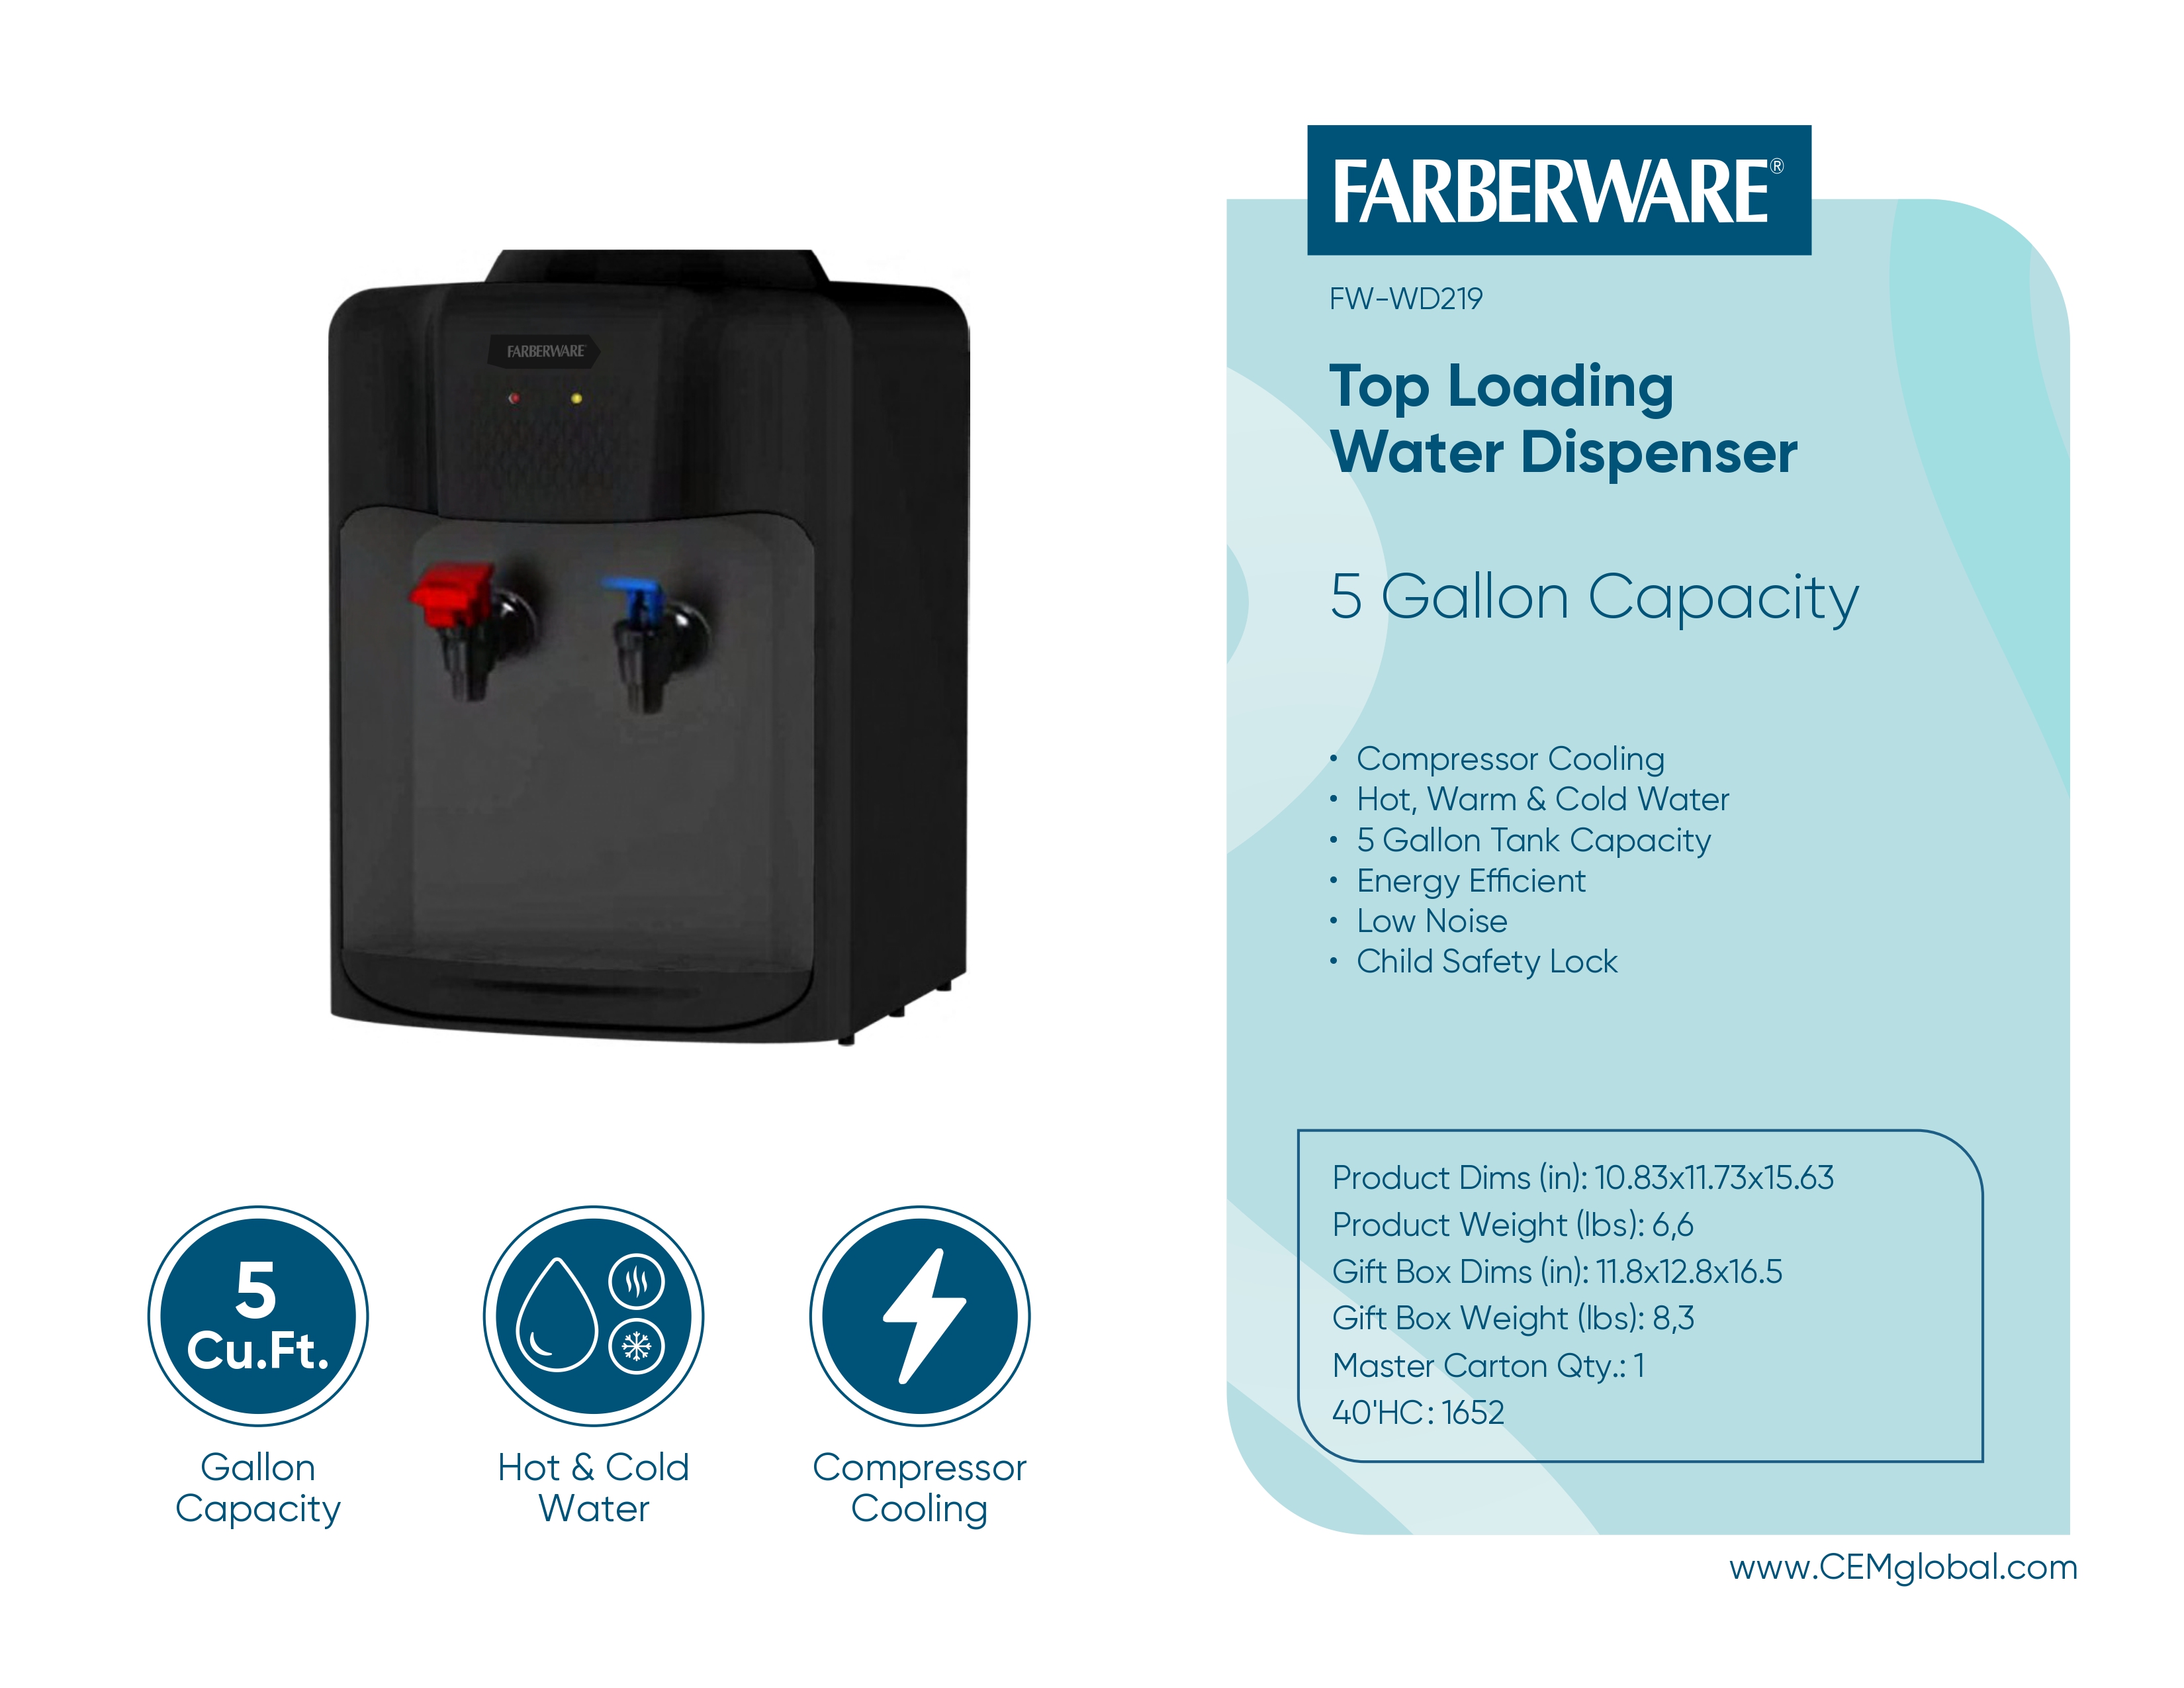 FARBERWARE
5
Cu.Ft.
Gallon
Capacity
Hot & Cold
Water
Compressor
Cooling
FARBERWARE®
FW-WD219
Top Loading
Water Dispenser
5 Gallon Capacity
• Compressor Cooling
• Hot, Warm & Cold Water
• 5 Gallon Tank Capacity
• Energy Efficient
• Low Noise
• Child Safety Lock
Product Dims (in): 10.83x11.73x15.63
Product Weight (lbs): 6,6
Gift Box Dims (in): 11.8x12.8x16.5
Gift Box Weight (lbs): 8,3
Master Carton Qty.: 1
40'HC: 1652
www.CEMglobal.com